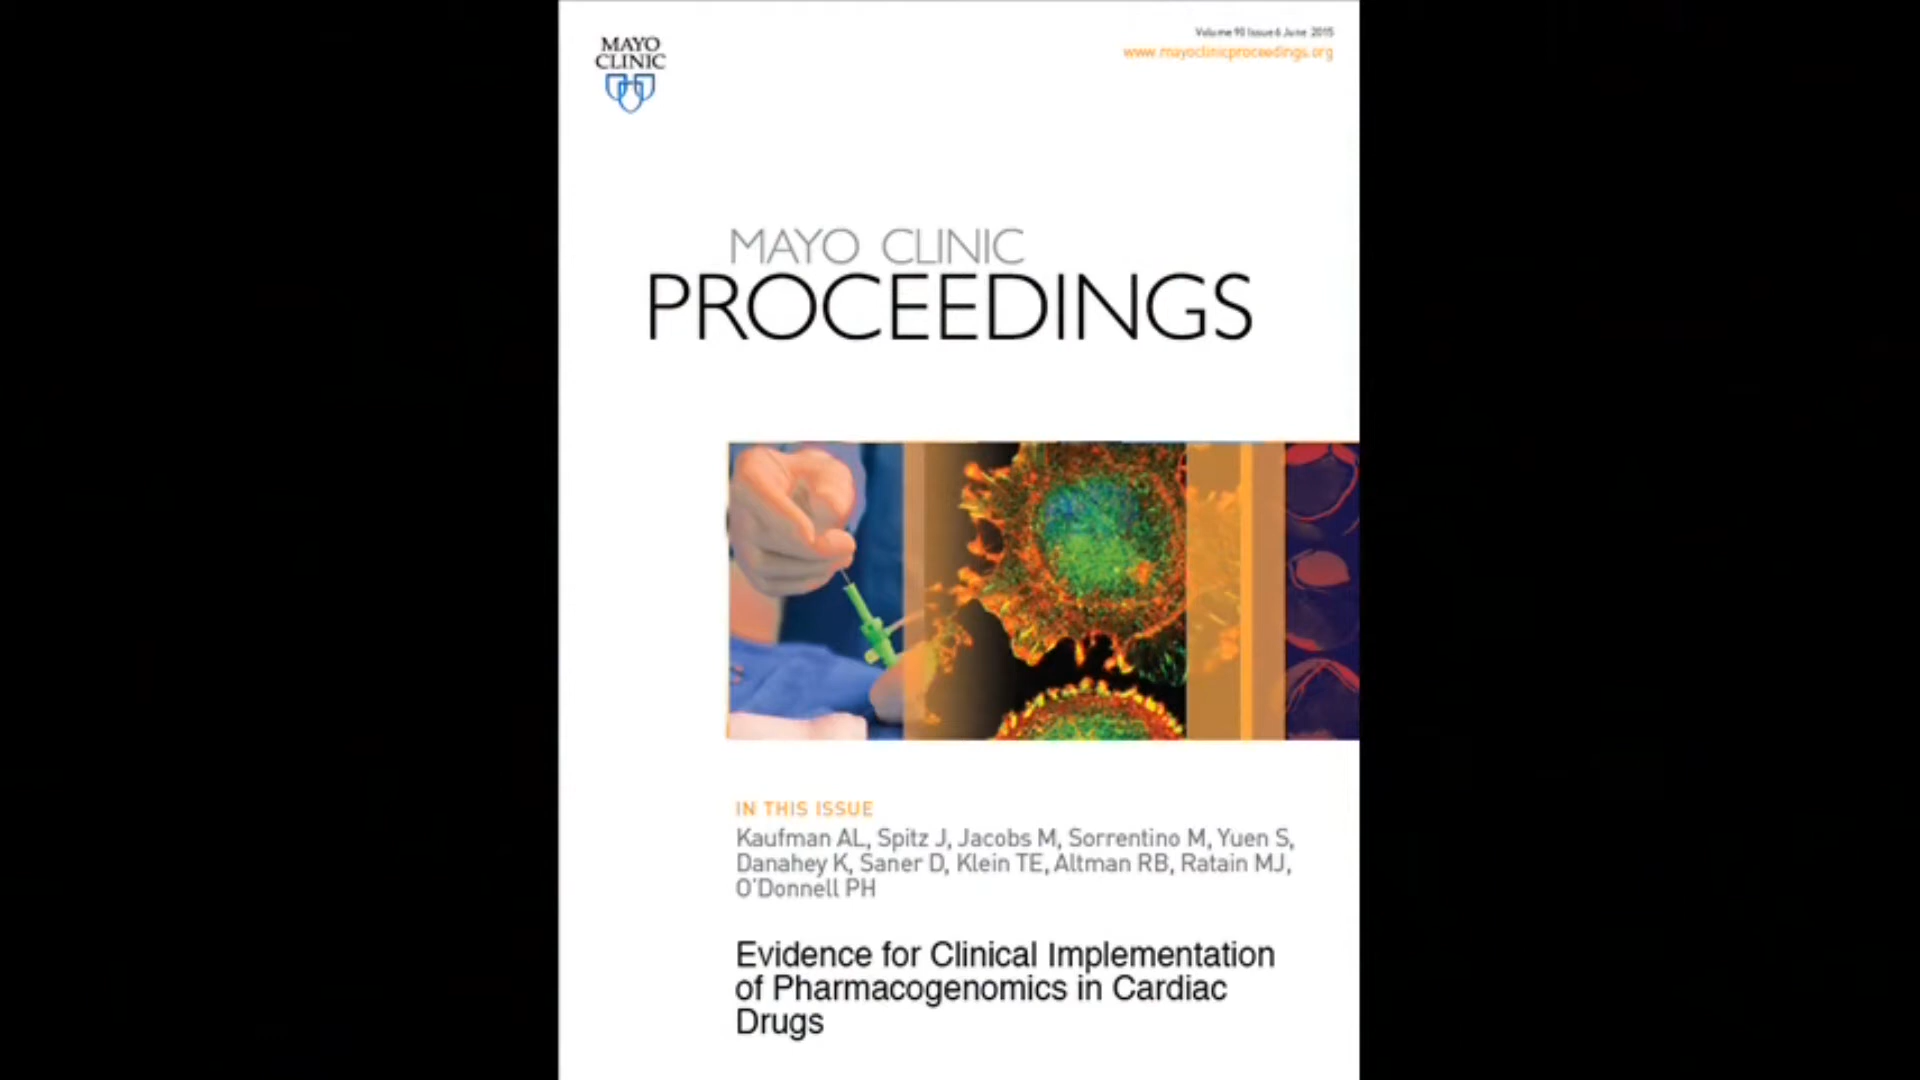 MAYO
CLINIC
Volume 90 Issue 6 June 2015
www.mayoclinicproceedings.org
MAYO CLINIC
PROCEEDINGS
IN THIS ISSUE
Kaufman AL, Spitz J, Jacobs M, Sorrentino M, Yuen S,
Danahey K, Saner D, Klein TE, Altman RB, Ratain MJ,
O'Donnell PH
Evidence for Clinical Implementation
of Pharmacogenomics in Cardiac
Drugs